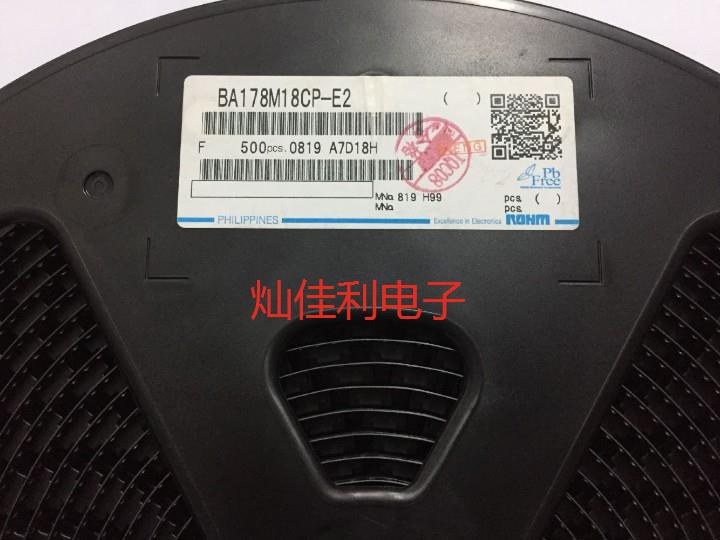 BA178M18CP-E2 ( )
F 500pcs. 0819 A7D18H
10008
Pb
Free
MNo. 819 H99 pcs. ( )
MNo. pcs.
PHILIPPINES Excellence in Electronics ROHM
灿佳利电子